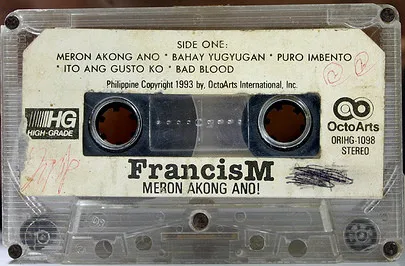 SIDE ONE:
MERON AKONG ANO * BAHAY YUGYUGAN * PURO IMBENTO
* ITO ANG GUSTO KO * BAD BLOOD
Philippine Copyright 1993 by, OctoArts International, Inc.
HG
HIGH-GRADE
OctoArts
ORIHG-1098
STEREO
FrancisM
MERON AKONG ANO!